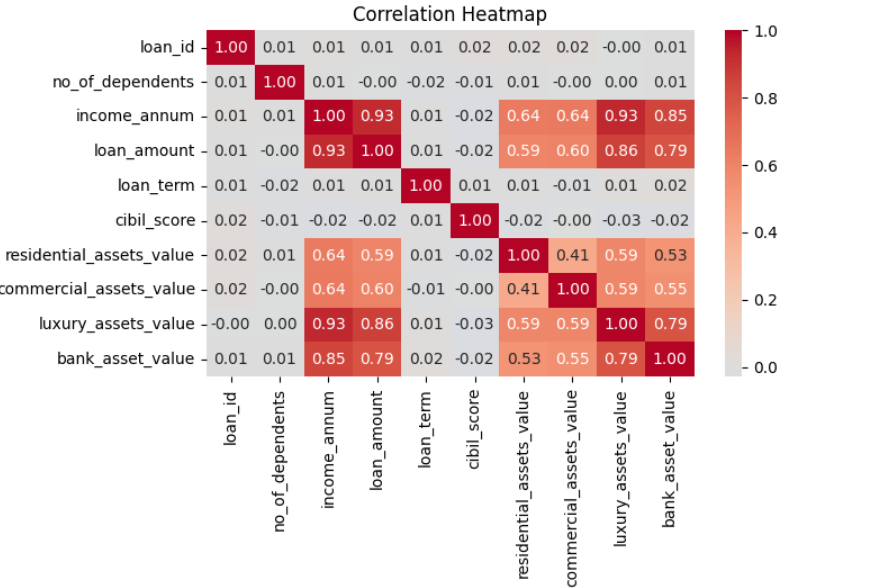 Correlation Heatmap
loan_id 1.00 0.01 0.01 0.01 0.01 0.02 0.02 0.02 -0.00 0.01
no_of_dependents 0.01 1.00 0.01 -0.00 -0.02 -0.01 0.01 -0.00 0.00 0.01
income_annum 0.01 0.01 1.00 0.93 0.01 -0.02 0.64 0.64 0.93 0.85
loan_amount 0.01 -0.00 0.93 1.00 0.01 -0.02 0.59 0.60 0.86 0.79
loan_term 0.01 -0.02 0.01 0.01 1.00 0.01 0.01 -0.01 0.01 0.02
cibil_score 0.02 -0.01 -0.02 -0.02 0.01 1.00 -0.02 -0.00 -0.03 -0.02
residential_assets_value 0.02 0.01 0.64 0.59 0.01 -0.02 1.00 0.41 0.59 0.53
commercial_assets_value 0.02 -0.00 0.64 0.60 -0.01 -0.00 0.41 1.00 0.59 0.55
luxury_assets_value -0.00 0.00 0.93 0.86 0.01 -0.03 0.59 0.59 1.00 0.79
bank_asset_value 0.01 0.01 0.85 0.79 0.02 -0.02 0.53 0.55 0.79 1.00
loan_id
no_of_dependents
income_annum
loan_amount
loan_term
cibil_score
residential_assets_value
commercial_assets_value
luxury_assets_value
bank_asset_value
1.0
0.8
0.6
0.4
0.2
0.0